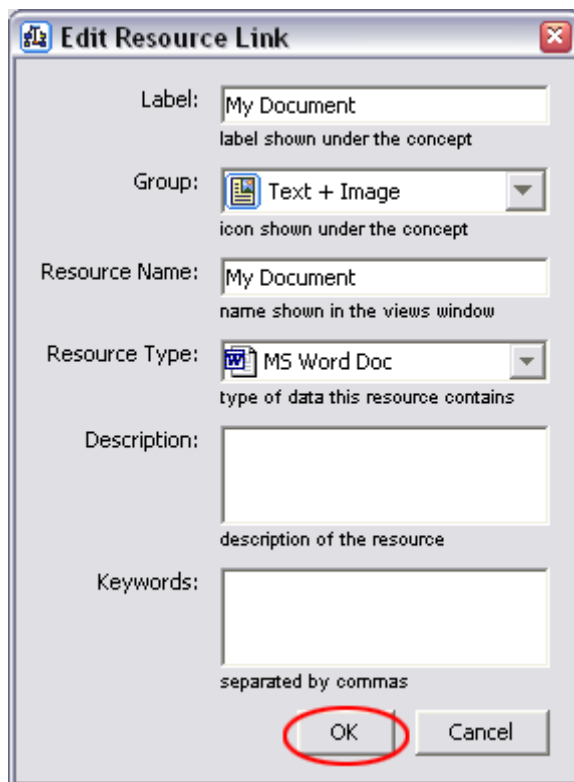 Edit Resource Link
Label: My Document
label shown under the concept
Group: Text + Image
icon shown under the concept
Resource Name: My Document
name shown in the views window
Resource Type: MS Word Doc
type of data this resource contains
Description:
description of the resource
Keywords:
separated by commas
OK Cancel